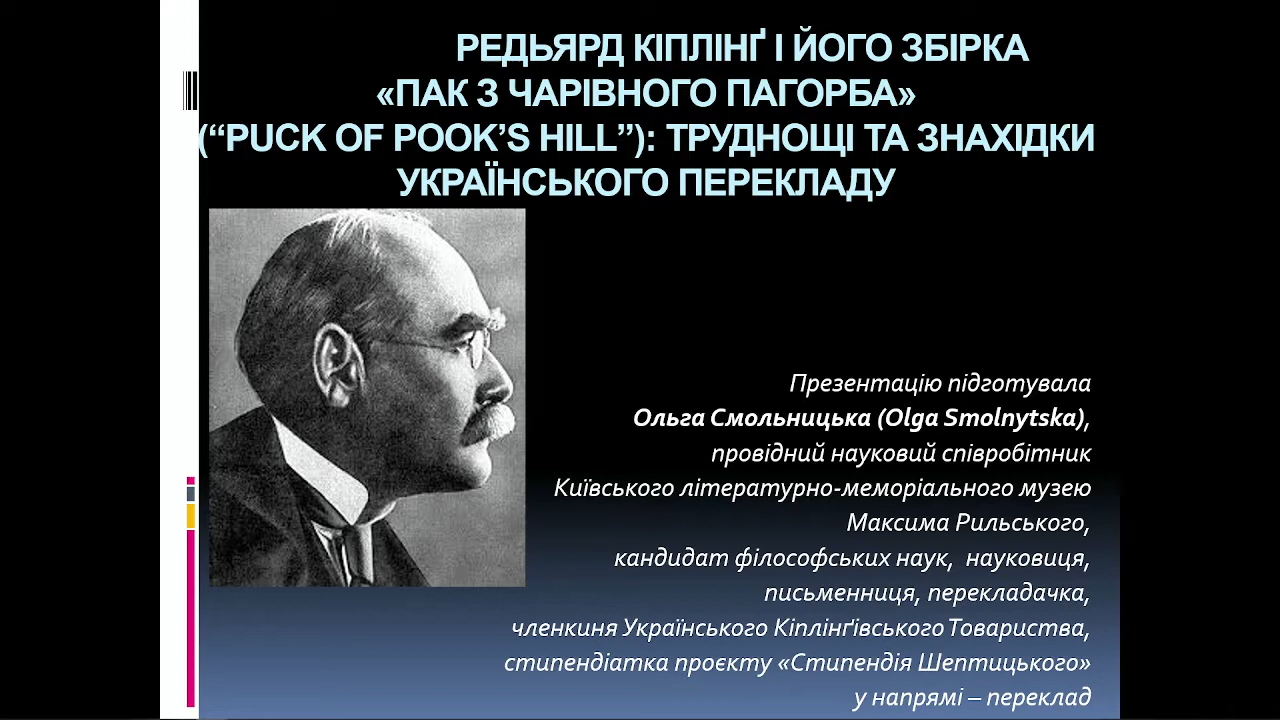 РЕДЬЯРД КІПЛІНҐ І ЙОГО ЗБІРКА
«ПАК З ЧАРІВНОГО ПАГОРБА»
(“PUCK OF POOK’S HILL”): ТРУДНОЩІ ТА ЗНАХІДКИ
УКРАЇНСЬКОГО ПЕРЕКЛАДУ
Презентацію підготувала
Ольга Смольницька (Olga Smolnytska),
провідний науковий співробітник
Київського літературно-меморіального музею
Максима Рильського,
кандидат філософських наук, науковиця,
письменниця, перекладачка,
членкиня Українського Кіплінґівського Товариства,
стипендіатка проєкту «Стипендія Шептицького»
у напрямі – переклад